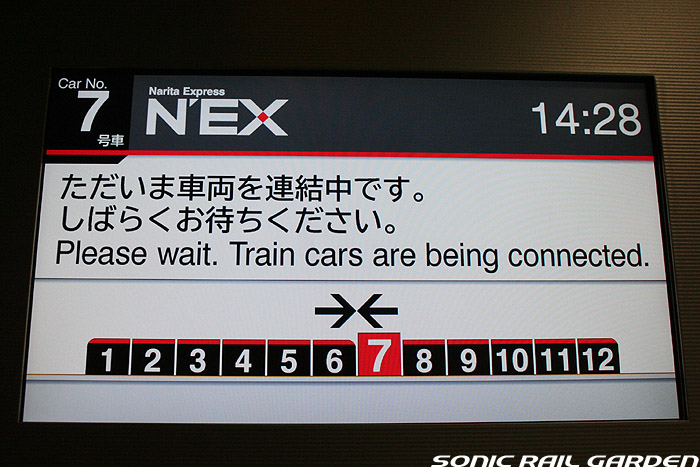 Car No.
7
号車
Narita Express
N'EX
14:28
ただいま車両を連結中です。
しばらくお待ちください。
Please wait. Train cars are being connected.
1 2 3 4 5 6 7 8 9 10 11 12
SONIC RAIL GARDEN